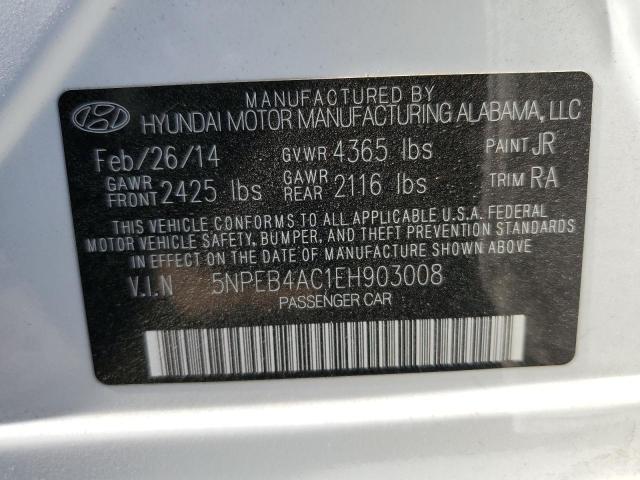 MANUFACTURED BY
HYUNDAI MOTOR MANUFACTURING ALABAMA, LLC
Feb/26/14 GVWR 4365 lbs PAINT JR
GAWR FRONT 2425 lbs GAWR REAR 2116 lbs TRIM RA
THIS VEHICLE CONFORMS TO ALL APPLICABLE U.S.A. FEDERAL
MOTOR VEHICLE SAFETY, BUMPER, AND THEFT PREVENTION STANDARDS
IN EFFECT ON THE DATE OF MANUFACTURE SHOWN ABOVE.
V.I.N 5NPEB4AC1EH903008
PASSENGER CAR